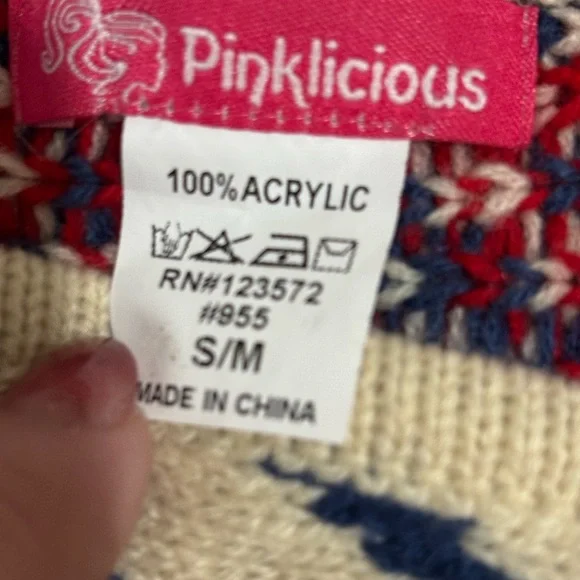 Pinklicious
100% ACRYLIC
RN#123572
#955
S/M
MADE IN CHINA